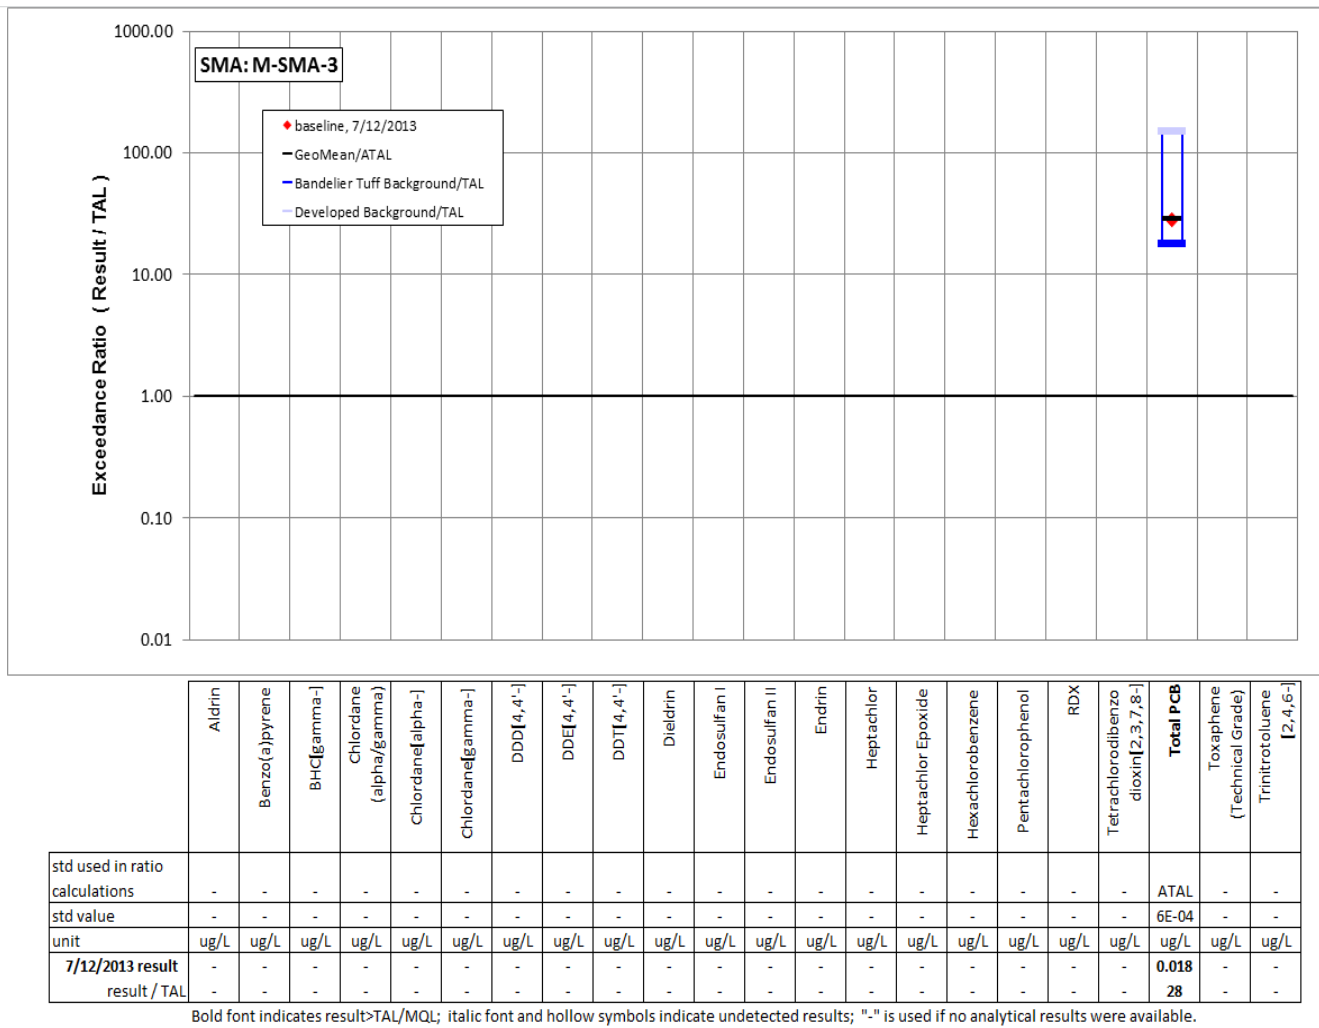 1000.00
SMA: M-SMA-3
baseline, 7/12/2013
GeoMean/ATAL
Bandelier Tuff Background/TAL
Developed Background/TAL
100.00
10.00
1.00
0.10
0.01
Exceedance Ratio ( Result / TAL )
Aldrin
Benzo(a)pyrene
BHC[gamma-]
Chlordane
(alpha/gamma)
Chlordane[alpha-]
Chlordane[gamma-]
DDD[4,4'-]
DDE[4,4'-]
DDT[4,4'-]
Dieldrin
Endosulfan I
Endosulfan II
Endrin
Heptachlor
Heptachlor Epoxide
Hexachlorobenzene
Pentachlorophenol
RDX
Tetrachlorodibenzo
dioxin[2,3,7,8-]
Total PCB
Toxaphene
(Technical Grade)
Trinitrotoluene
[2,4,6-]
std used in ratio
calculations - - - - - - - - - - - - - - - - - - - ATAL - -
std value - - - - - - - - - - - - - - - - - - - 6E-04 - -
unit ug/L ug/L ug/L ug/L ug/L ug/L ug/L ug/L ug/L ug/L ug/L ug/L ug/L ug/L ug/L ug/L ug/L ug/L ug/L ug/L ug/L ug/L
7/12/2013 result - - - - - - - - - - - - - - - - - - - 0.018 - -
result / TAL - - - - - - - - - - - - - - - - - - - 28 - -
Bold font indicates result>TAL/MQL; italic font and hollow symbols indicate undetected results; "-" is used if no analytical results were available.